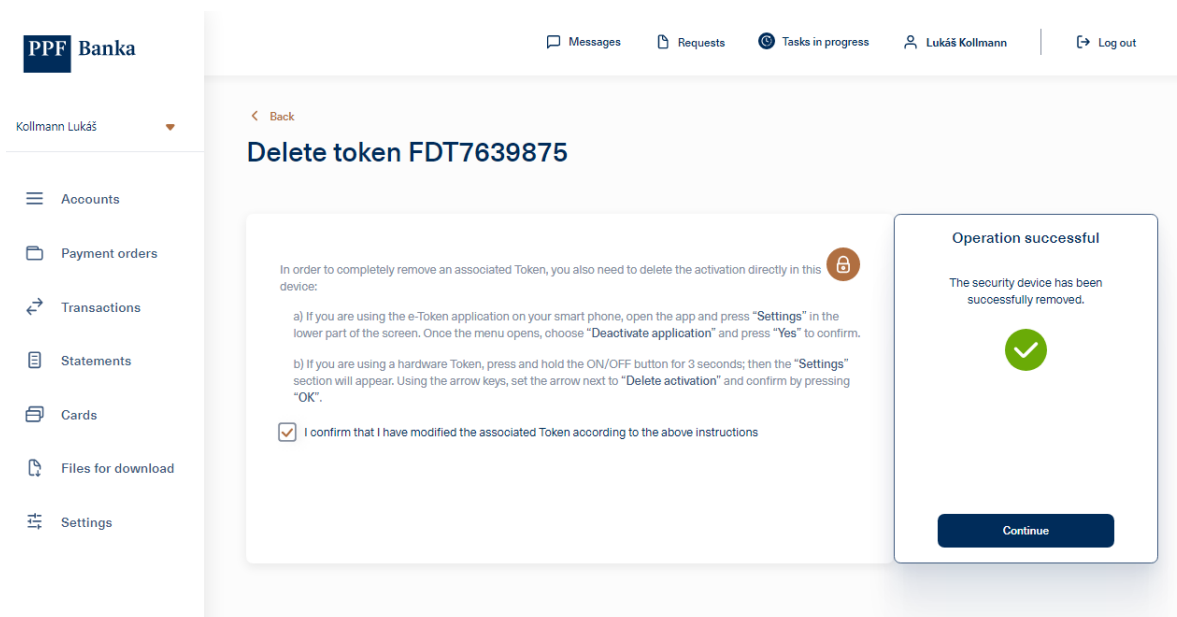 PPF Banka
Messages
Requests
Tasks in progress
Lukáš Kollmann
Log out
Kollmann Lukáš
Accounts
Payment orders
Transactions
Statements
Cards
Files for download
Settings
Back
Delete token FDT7639875
In order to completely remove an associated Token, you also need to delete the activation directly in this
device:
a) If you are using the e-Token application on your smart phone, open the app and press “Settings” in the
lower part of the screen. Once the menu opens, choose “Deactivate application” and press “Yes” to confirm.
b) If you are using a hardware Token, press and hold the ON/OFF button for 3 seconds; then the “Settings”
section will appear. Using the arrow keys, set the arrow next to “Delete activation” and confirm by pressing
“OK”.
I confirm that I have modified the associated Token according to the above instructions
Operation successful
The security device has been
successfully removed.
Continue